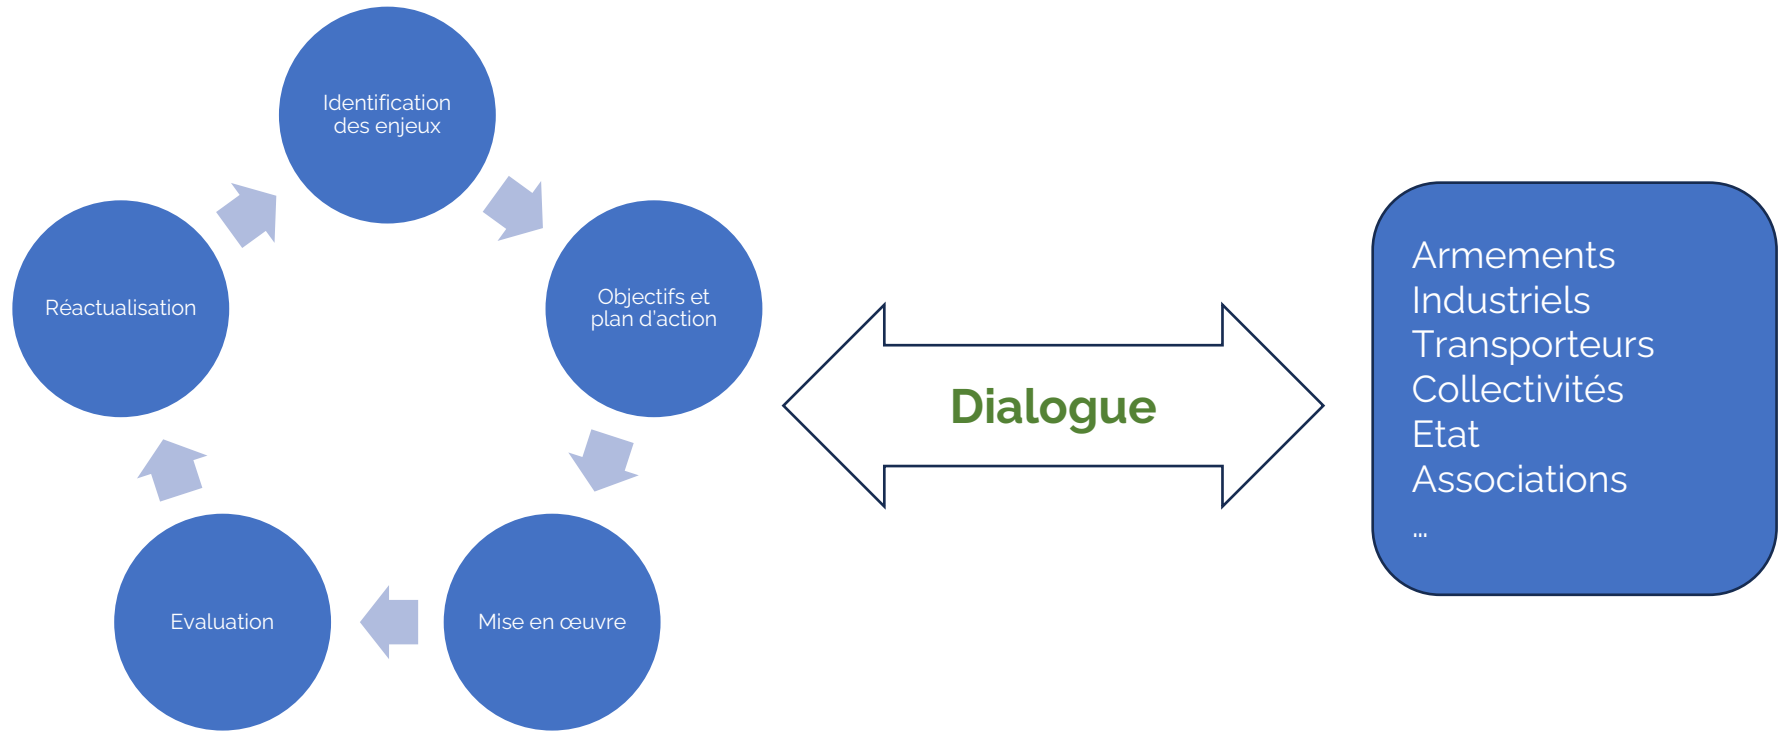 Identification
des enjeux
Objectifs et
plan d'action
Mise en œuvre
Evaluation
Réactualisation
Dialogue
Armements
Industriels
Transporteurs
Collectivités
Etat
Associations
...